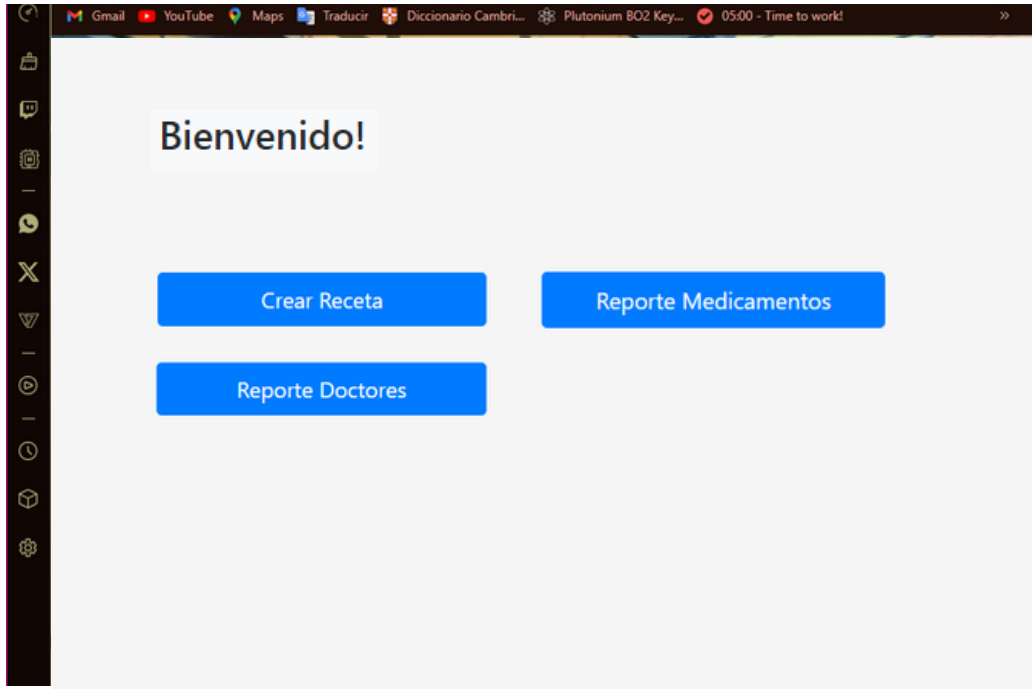 Gmail YouTube Maps Traducir Diccionario Cambri... Plutonium BO2 Key... 05:00 - Time to work! »
Bienvenido!
Crear Receta
Reporte Medicamentos
Reporte Doctores